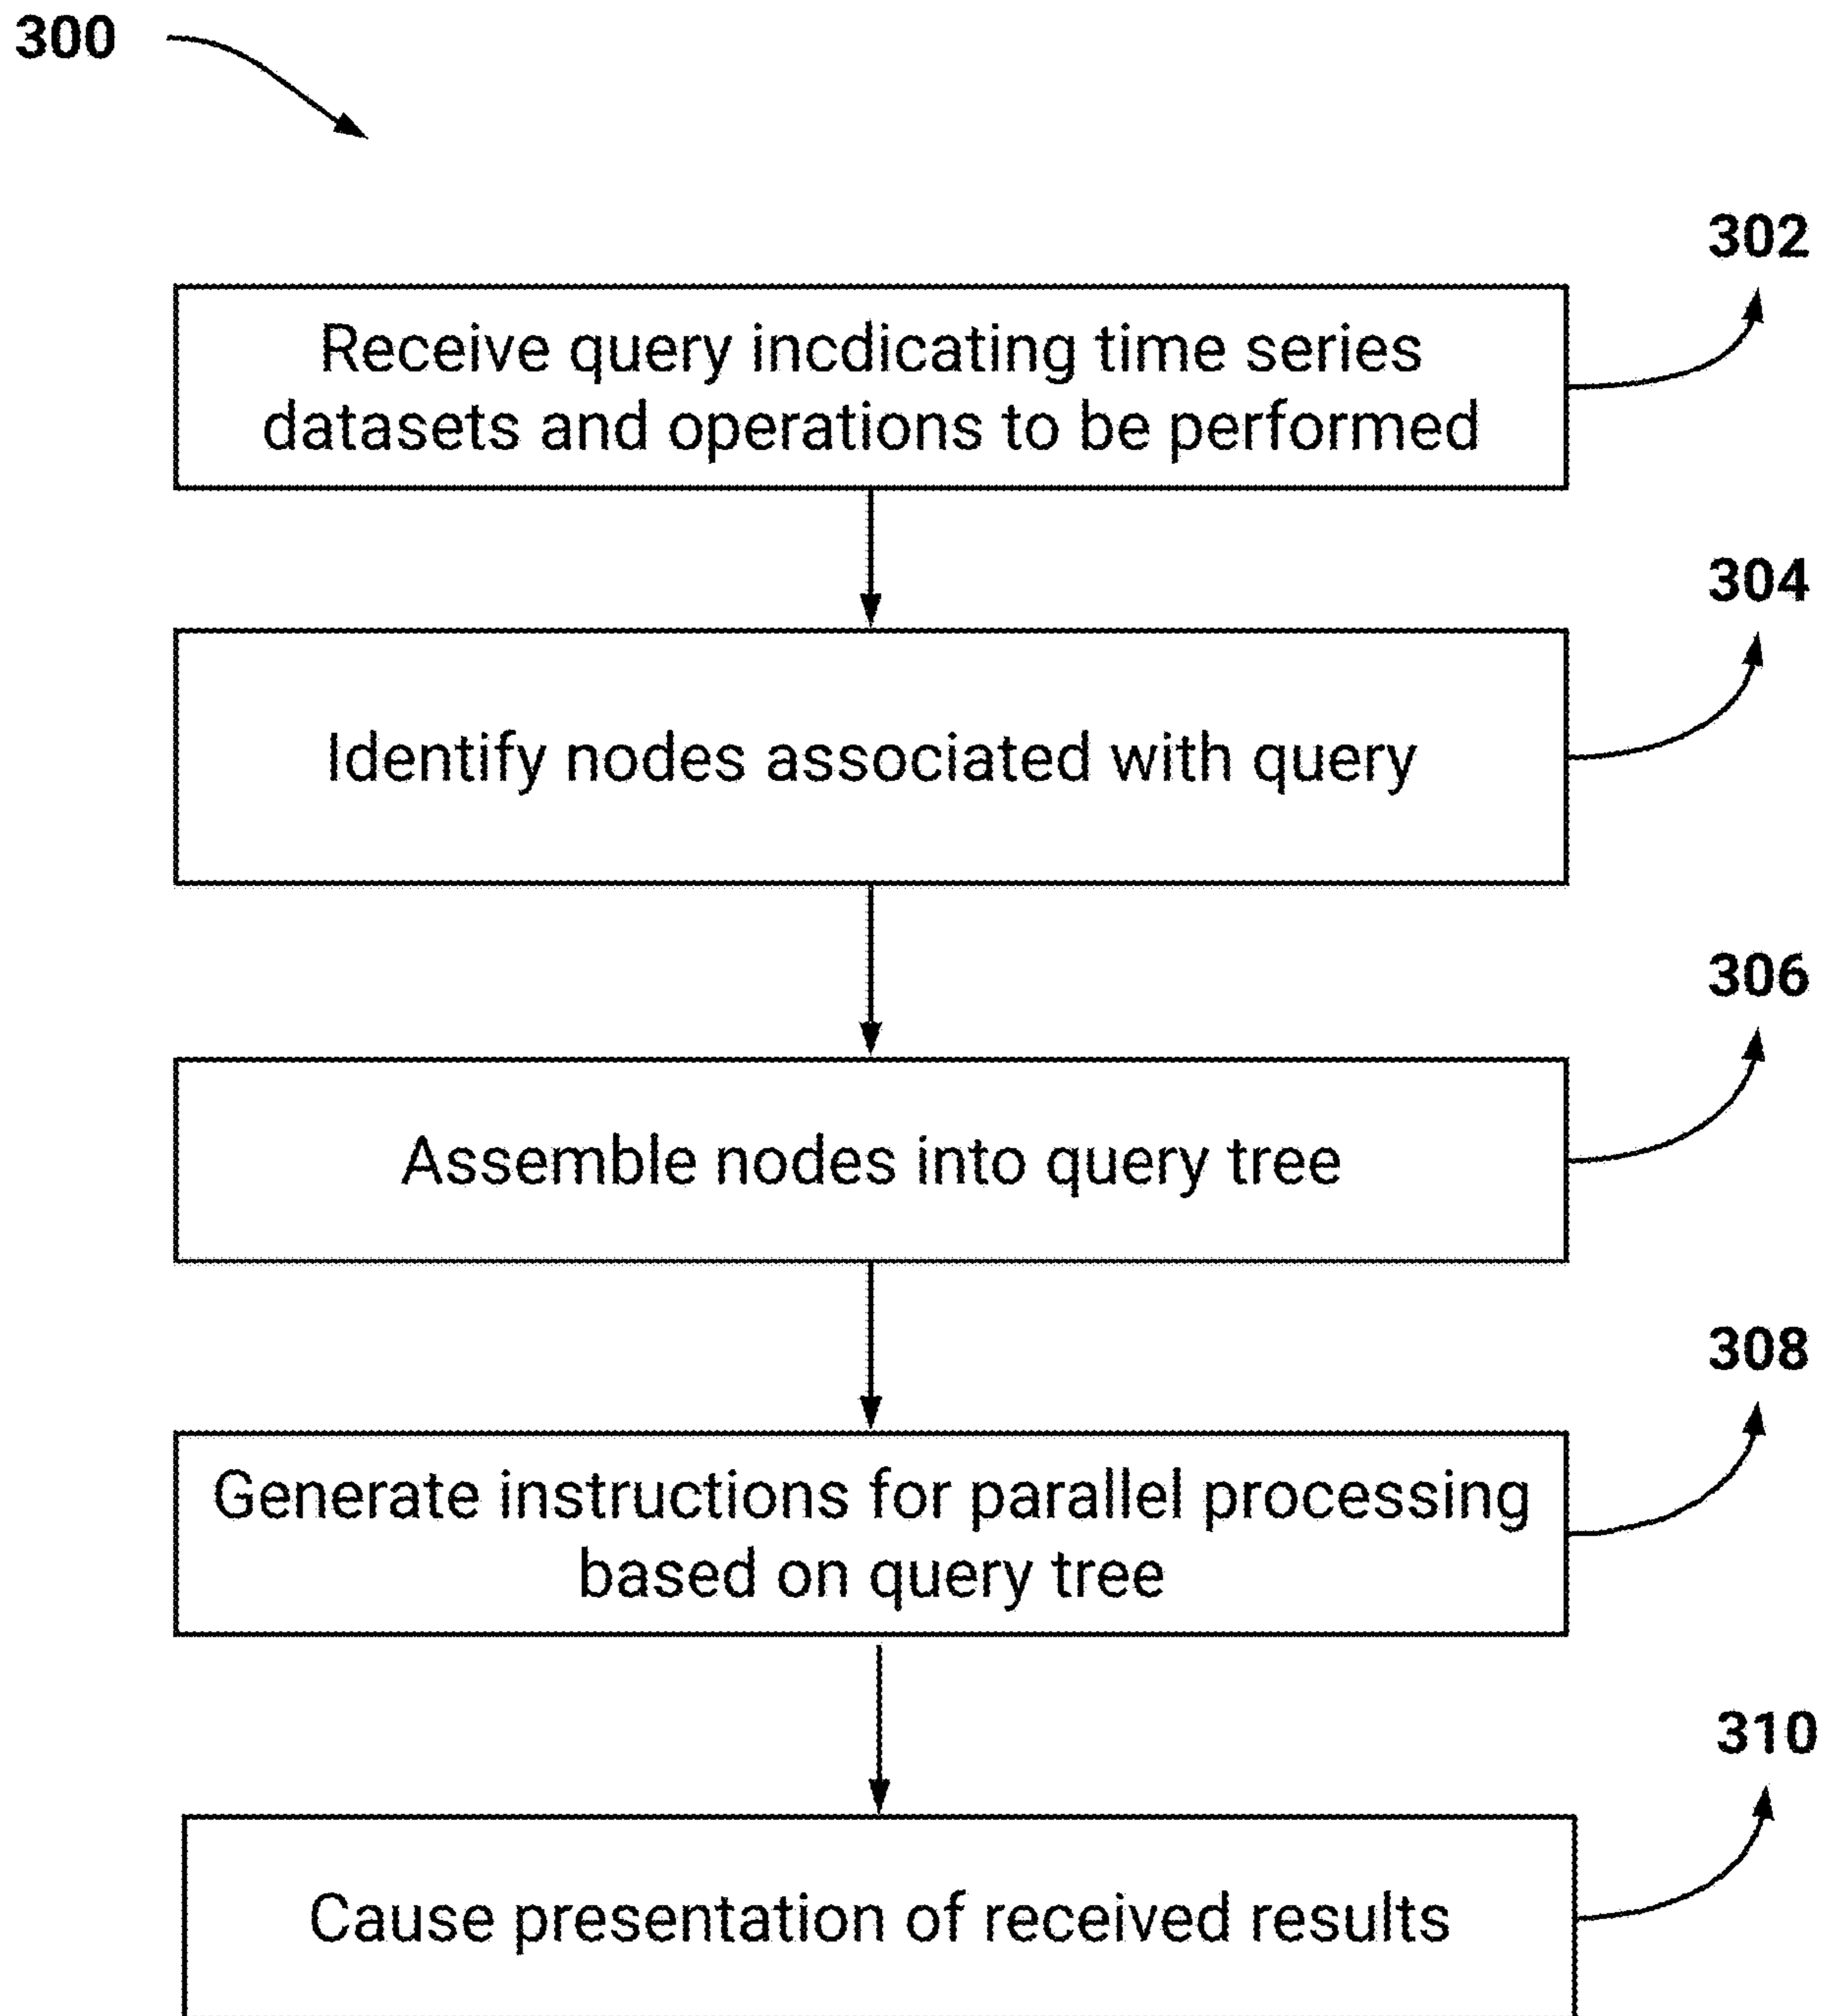 300
302
Receive query incdicating time series
datasets and operations to be performed
304
Identify nodes associated with query
306
Assemble nodes into query tree
308
Generate instructions for parallel processing
based on query tree
310
Cause presentation of received results